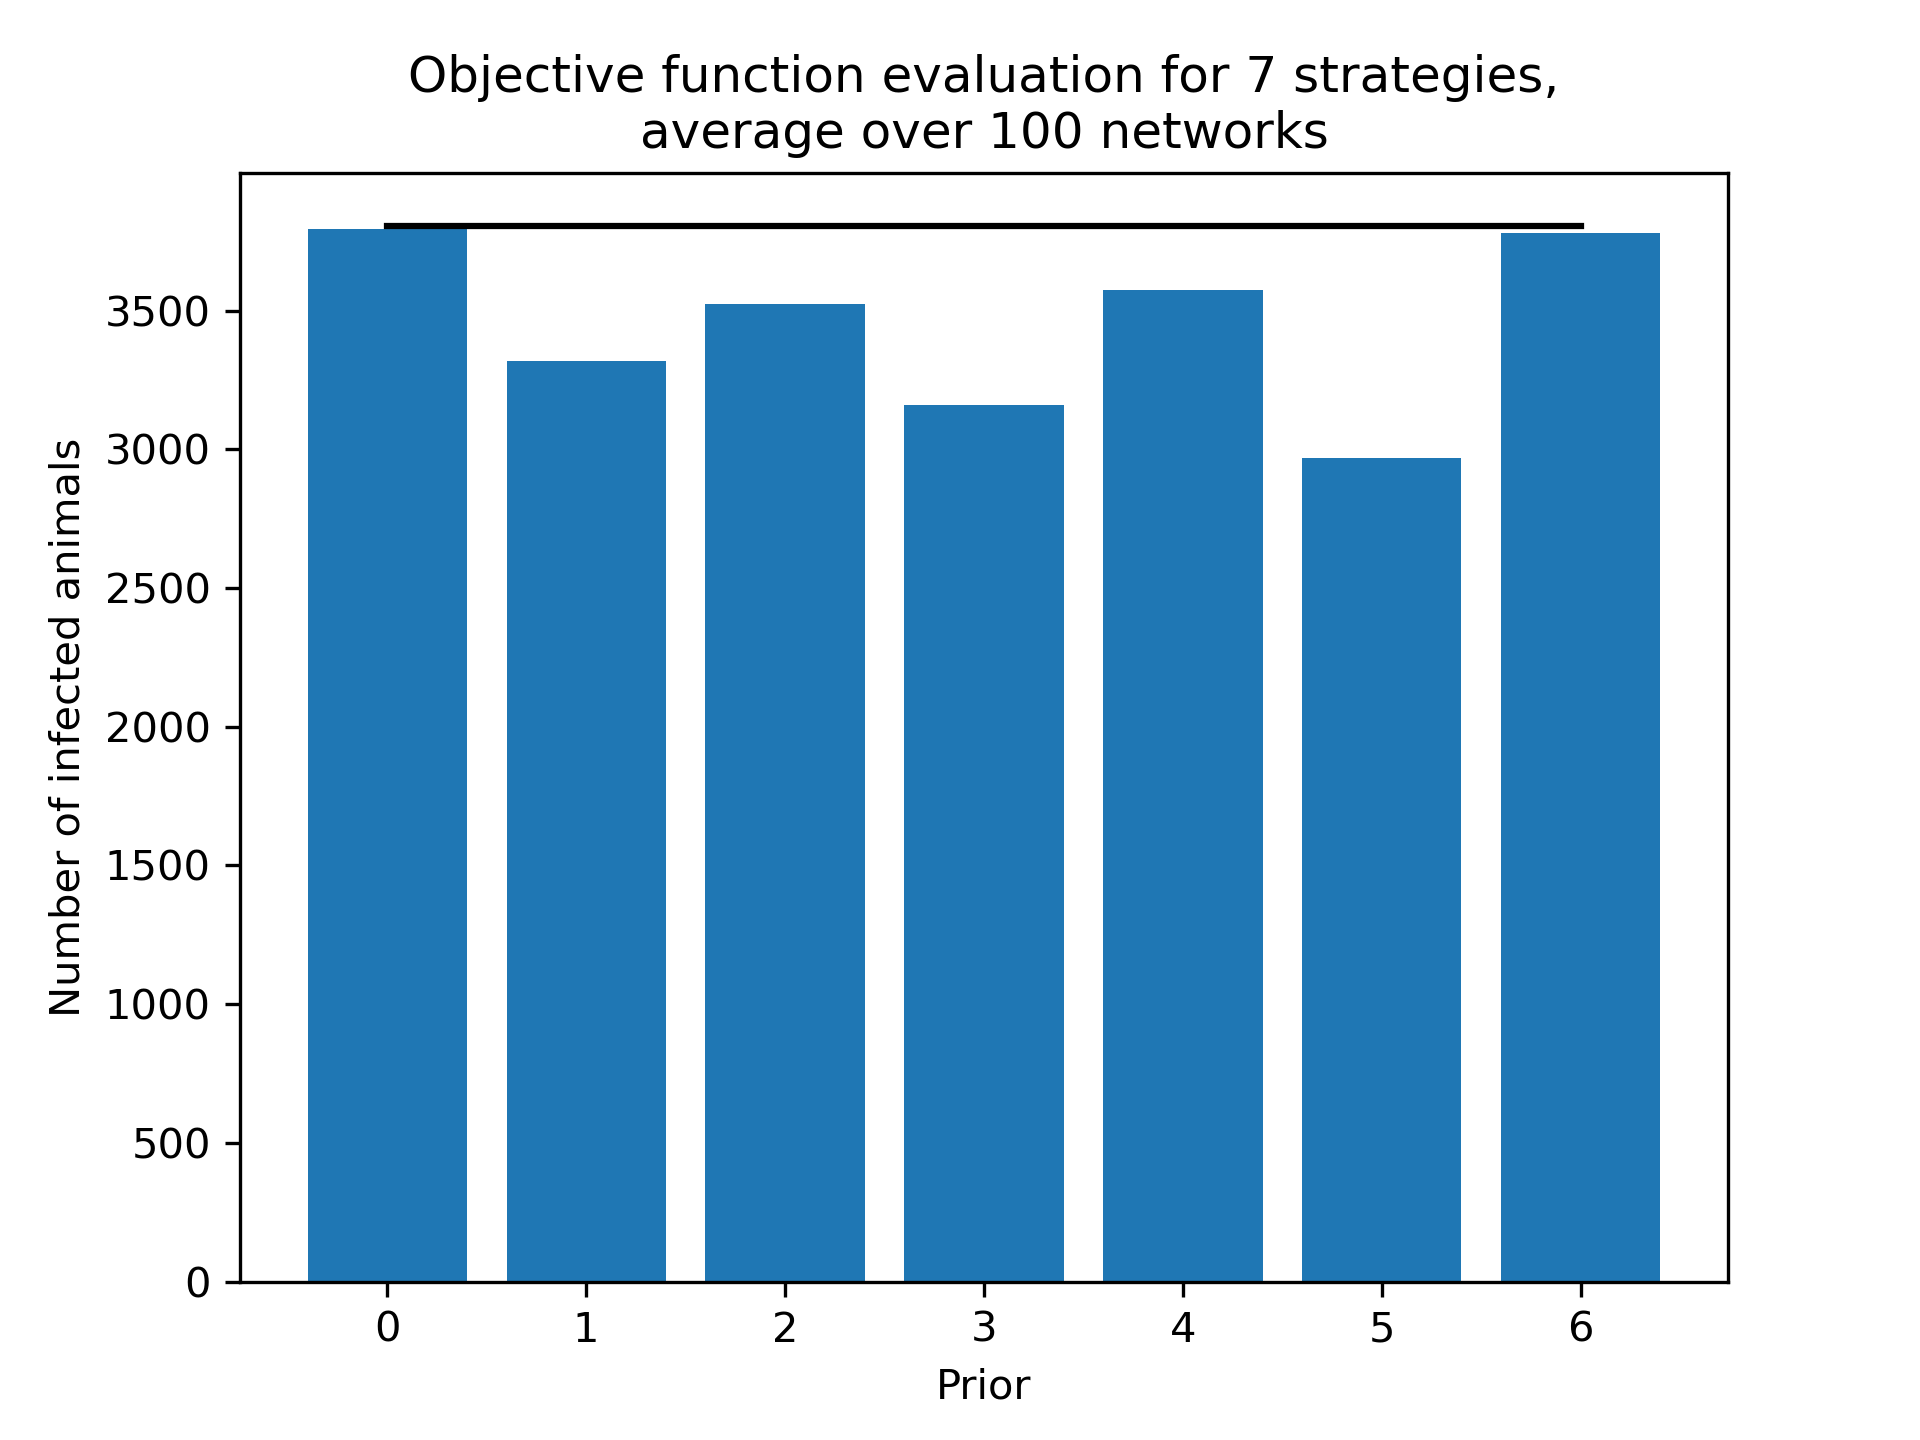 Objective function evaluation for 7 strategies,
average over 100 networks
Number of infected animals
3500
3000
2500
2000
1500
1000
500
0
0 1 2 3 4 5 6
Prior